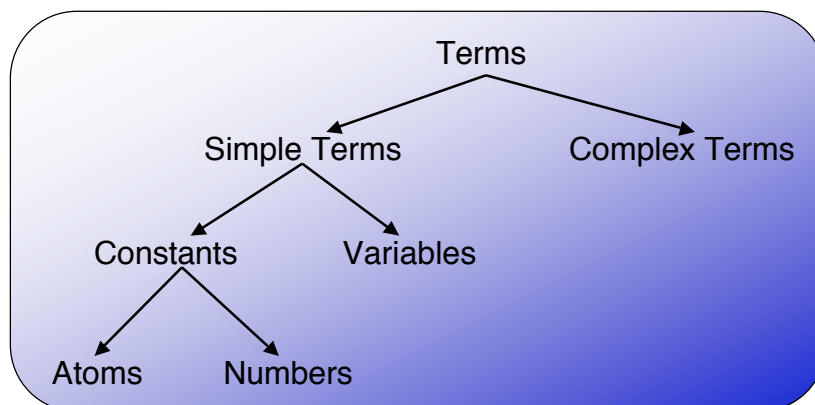 Terms
Simple Terms Complex Terms
Constants Variables
Atoms Numbers